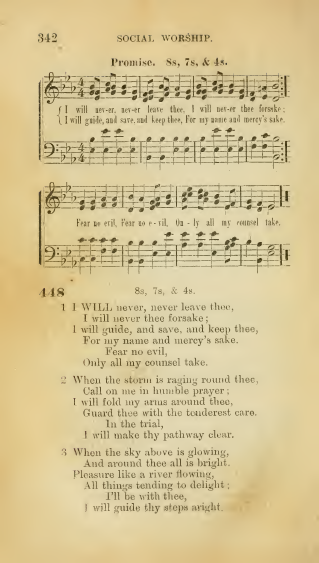 342 SOCIAL WORSHIP.
Promise. 8s, 7s, & 4s.
{ I will nev-er, nev-er leave thee, I will nev-er thee forsake;
{ I will guide, and save, and keep thee, For my name and mercy's sake.
Fear no evil, Fear no e-vil, On-ly all my counsel take.
448 8s, 7s, & 4s.
1 I WILL never, never leave thee,
I will never thee forsake;
I will guide, and save, and keep thee,
For my name and mercy's sake.
Fear no evil,
Only all my counsel take.
2 When the storm is raging round thee,
Call on me in humble prayer;
I will fold my arms around thee,
Guard thee with the tenderest care.
In the trial,
I will make thy pathway clear.
3 When the sky above is glowing,
And around thee all is bright.
Pleasure like a river flowing,
All things tending to delight;
I'll be with thee,
I will guide thy steps aright.